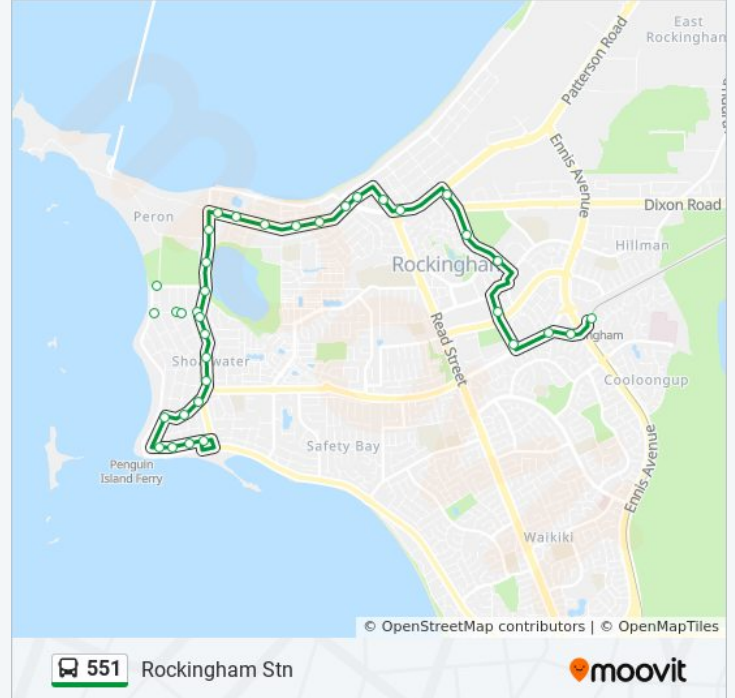 East
Rockingham
Patterson Road
Ennis Avenue
Peron
Dixon Road
Hillman
Rockingham
Read Street
ngham
Shoalwater
Cooloongup
Safety Bay
Penguin
Island Ferry
Ennis Avenue
Waikiki
© OpenStreetMap contributors | © OpenMapTiles
551 Rockingham Stn
moovit